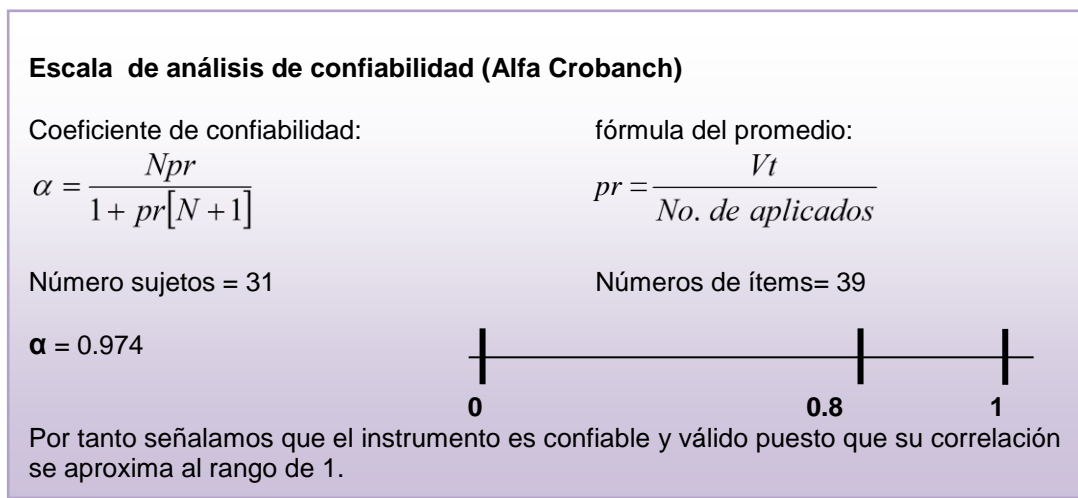 Escala de análisis de confiabilidad (Alfa Crobanch)
Coeficiente de confiabilidad: fórmula del promedio:
α = Npr / 1 + pr[N + 1] pr = Vt / No. de aplicados
Número sujetos = 31 Números de ítems= 39
α = 0.974
0 0.8 1
Por tanto señalamos que el instrumento es confiable y válido puesto que su correlación
se aproxima al rango de 1.